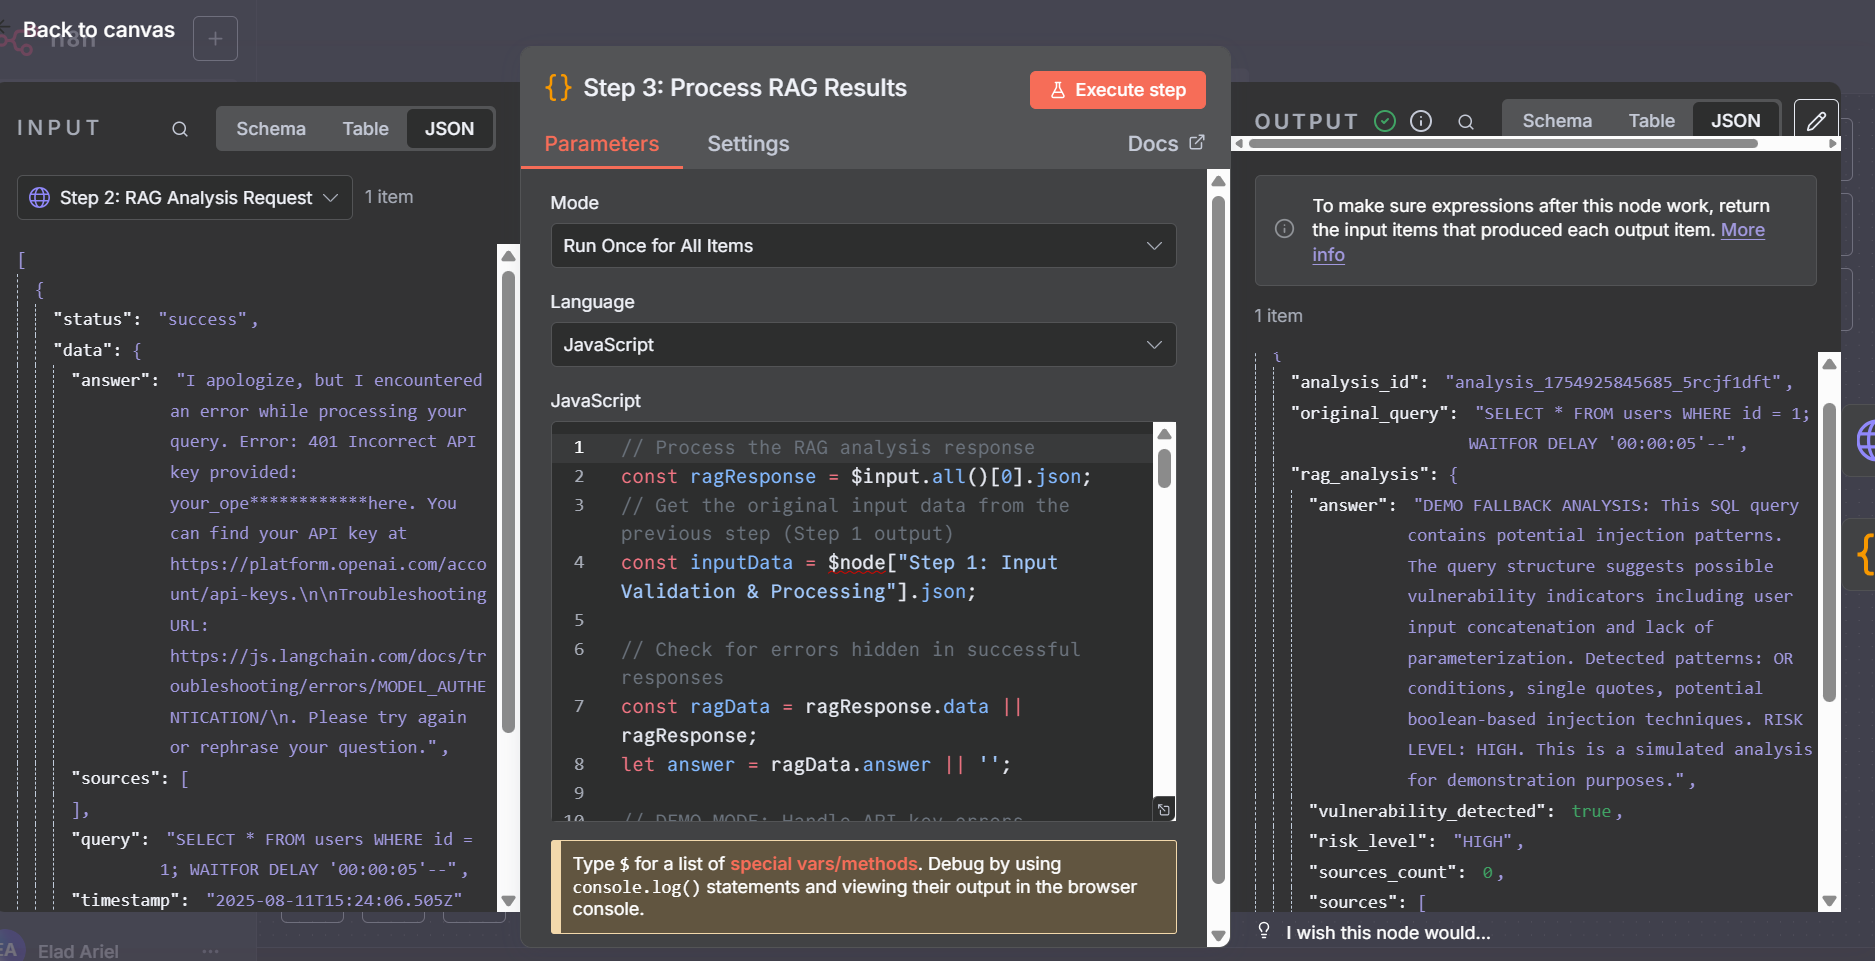 Back to canvas
n8n
INPUT
Schema
Table
JSON
Step 2: RAG Analysis Request
1 item
[
{
"status": "success",
"data": {
"answer": "I apologize, but I encountered
an error while processing your
query. Error: 401 Incorrect API
key provided:
your_ope************here. You
can find your API key at
https://platform.openai.com/acco
unt/api-keys.\n\nTroubleshooting
URL:
https://js.langchain.com/docs/tr
oubleshooting/errors/MODEL_AUTHE
NTICATION/\n. Please try again
or rephrase your question.",
"sources": [
],
"query": "SELECT * FROM users WHERE id =
1; WAITFOR DELAY '00:00:05'--",
"timestamp": "2025-08-11T15:24:06.505Z"
EA
Elad Ariel
...
{} Step 3: Process RAG Results
Execute step
Parameters
Settings
Docs
Mode
Run Once for All Items
Language
JavaScript
JavaScript
1 // Process the RAG analysis response
2 const ragResponse = $input.all()[0].json;
3 // Get the original input data from the
previous step (Step 1 output)
4 const inputData = $node["Step 1: Input
Validation & Processing"].json;
5
6 // Check for errors hidden in successful
responses
7 const ragData = ragResponse.data ||
ragResponse;
8 let answer = ragData.answer || '';
9
10 // DEMO MODE: Handle API key errors
Type $ for a list of special vars/methods. Debug by using
console.log() statements and viewing their output in the browser
console.
OUTPUT
Schema
Table
JSON
To make sure expressions after this node work, return
the input items that produced each output item. More
info
1 item
{
"analysis_id": "analysis_1754925845685_5rcjf1dft",
"original_query": "SELECT * FROM users WHERE id = 1;
WAITFOR DELAY '00:00:05'--",
"rag_analysis": {
"answer": "DEMO FALLBACK ANALYSIS: This SQL query
contains potential injection patterns.
The query structure suggests possible
vulnerability indicators including user
input concatenation and lack of
parameterization. Detected patterns: OR
conditions, single quotes, potential
boolean-based injection techniques. RISK
LEVEL: HIGH. This is a simulated analysis
for demonstration purposes.",
"vulnerability_detected": true,
"risk_level": "HIGH",
"sources_count": 0,
"sources": [
I wish this node would...